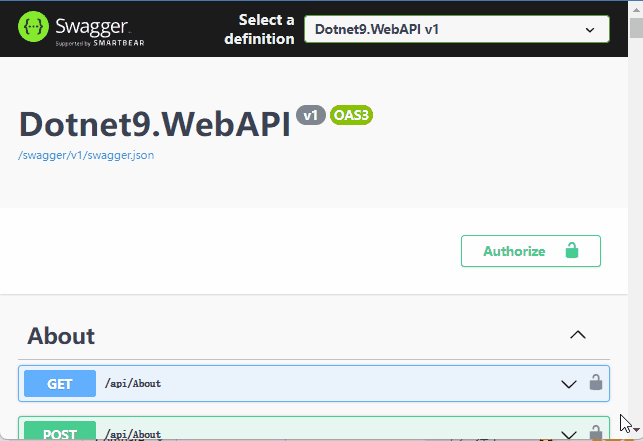 Swagger
Supported by SMARTBEAR
Select a
definition
Dotnet9.WebAPI v1
Dotnet9.WebAPI v1 OAS3
/swagger/v1/swagger.json
Authorize
About
GET /api/About
POST /api/About